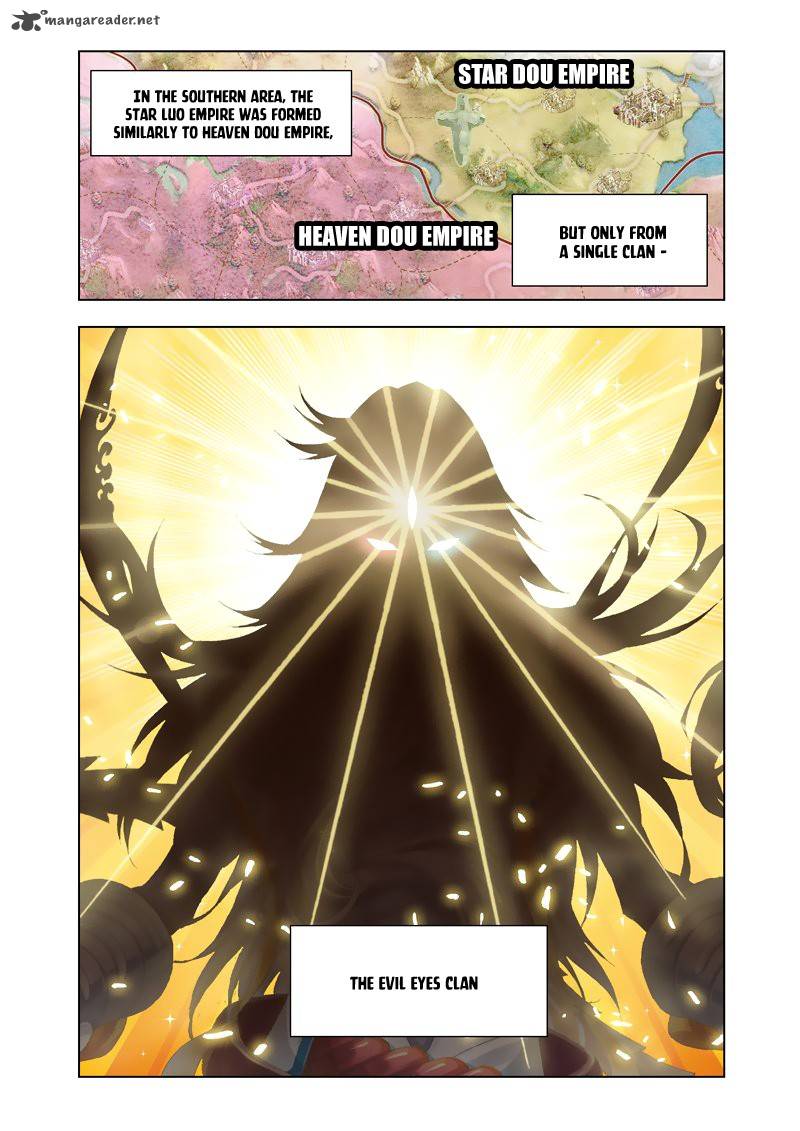 mangareader.net
STAR DOU EMPIRE
IN THE SOUTHERN AREA, THE
STAR LUO EMPIRE WAS FORMED
SIMILARLY TO HEAVEN DOU EMPIRE,
HEAVEN DOU EMPIRE
BUT ONLY FROM
A SINGLE CLAN -
THE EVIL EYES CLAN